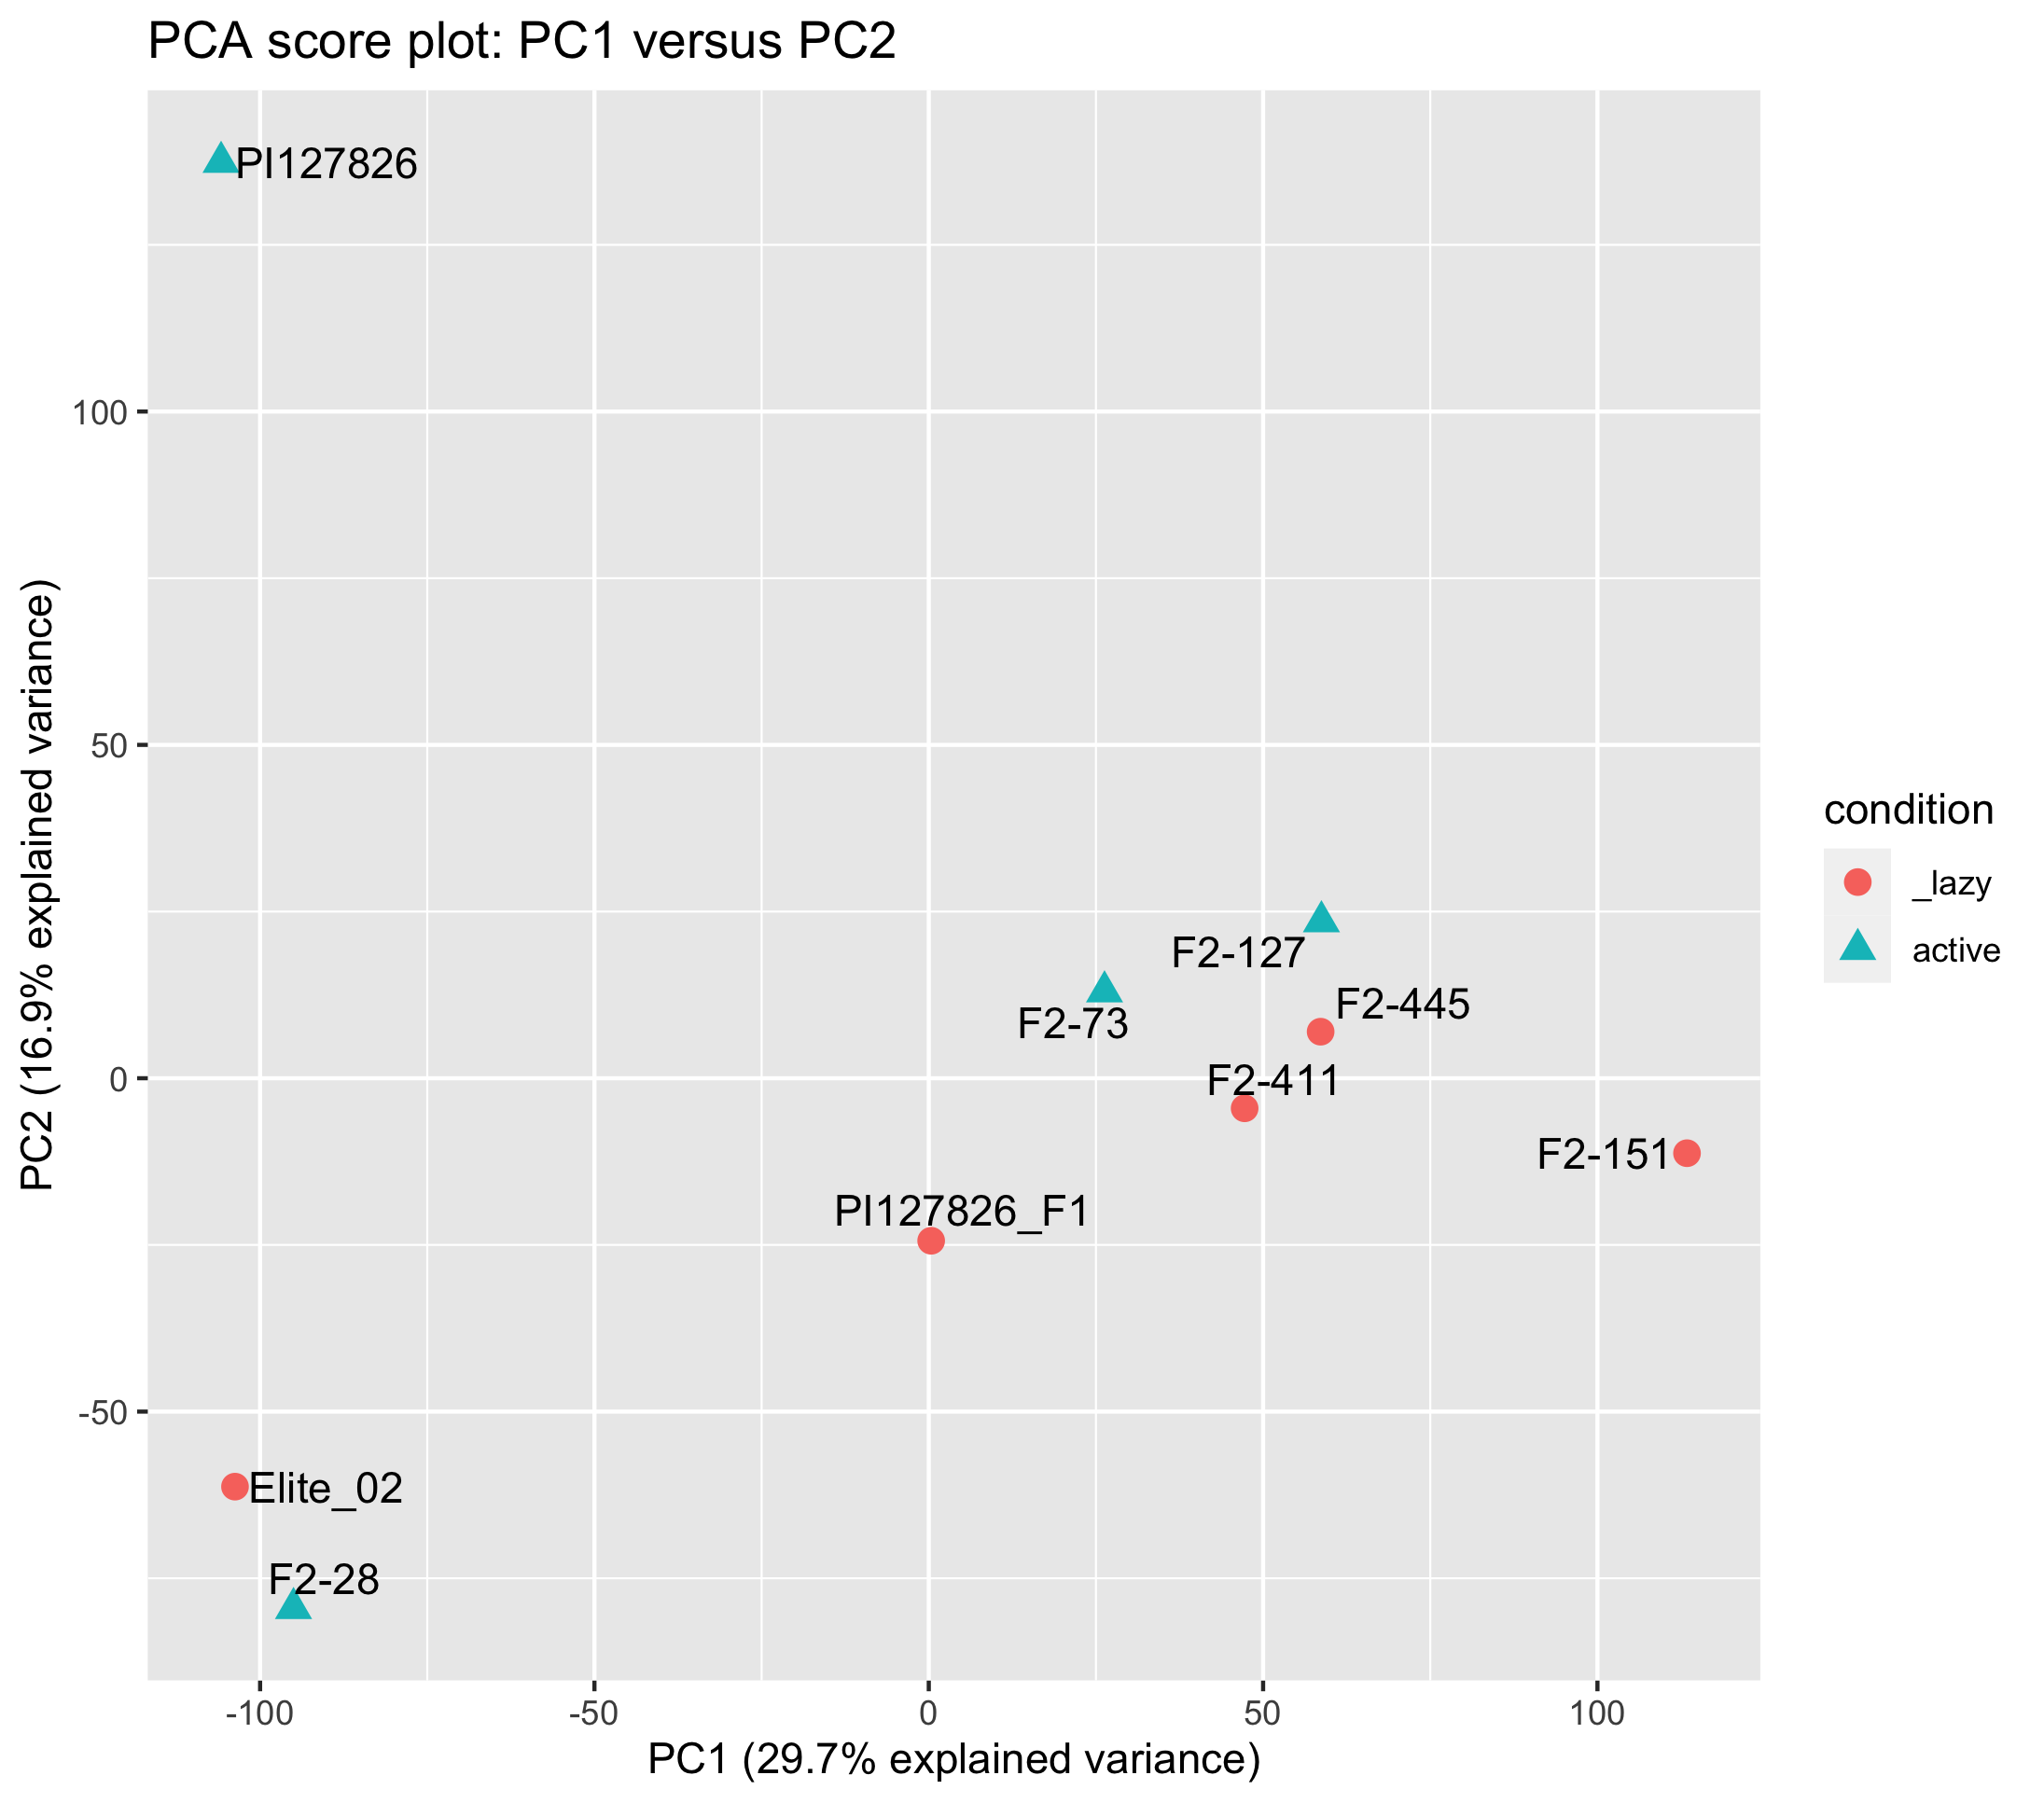 PCA score plot: PC1 versus PC2
PI127826
100
50
0
-50
PC2 (16.9% explained variance)
F2-127
F2-445
F2-73
F2-411
F2-151
PI127826_F1
Elite_02
F2-28
-100
-50
0
50
100
PC1 (29.7% explained variance)
condition
_lazy
active